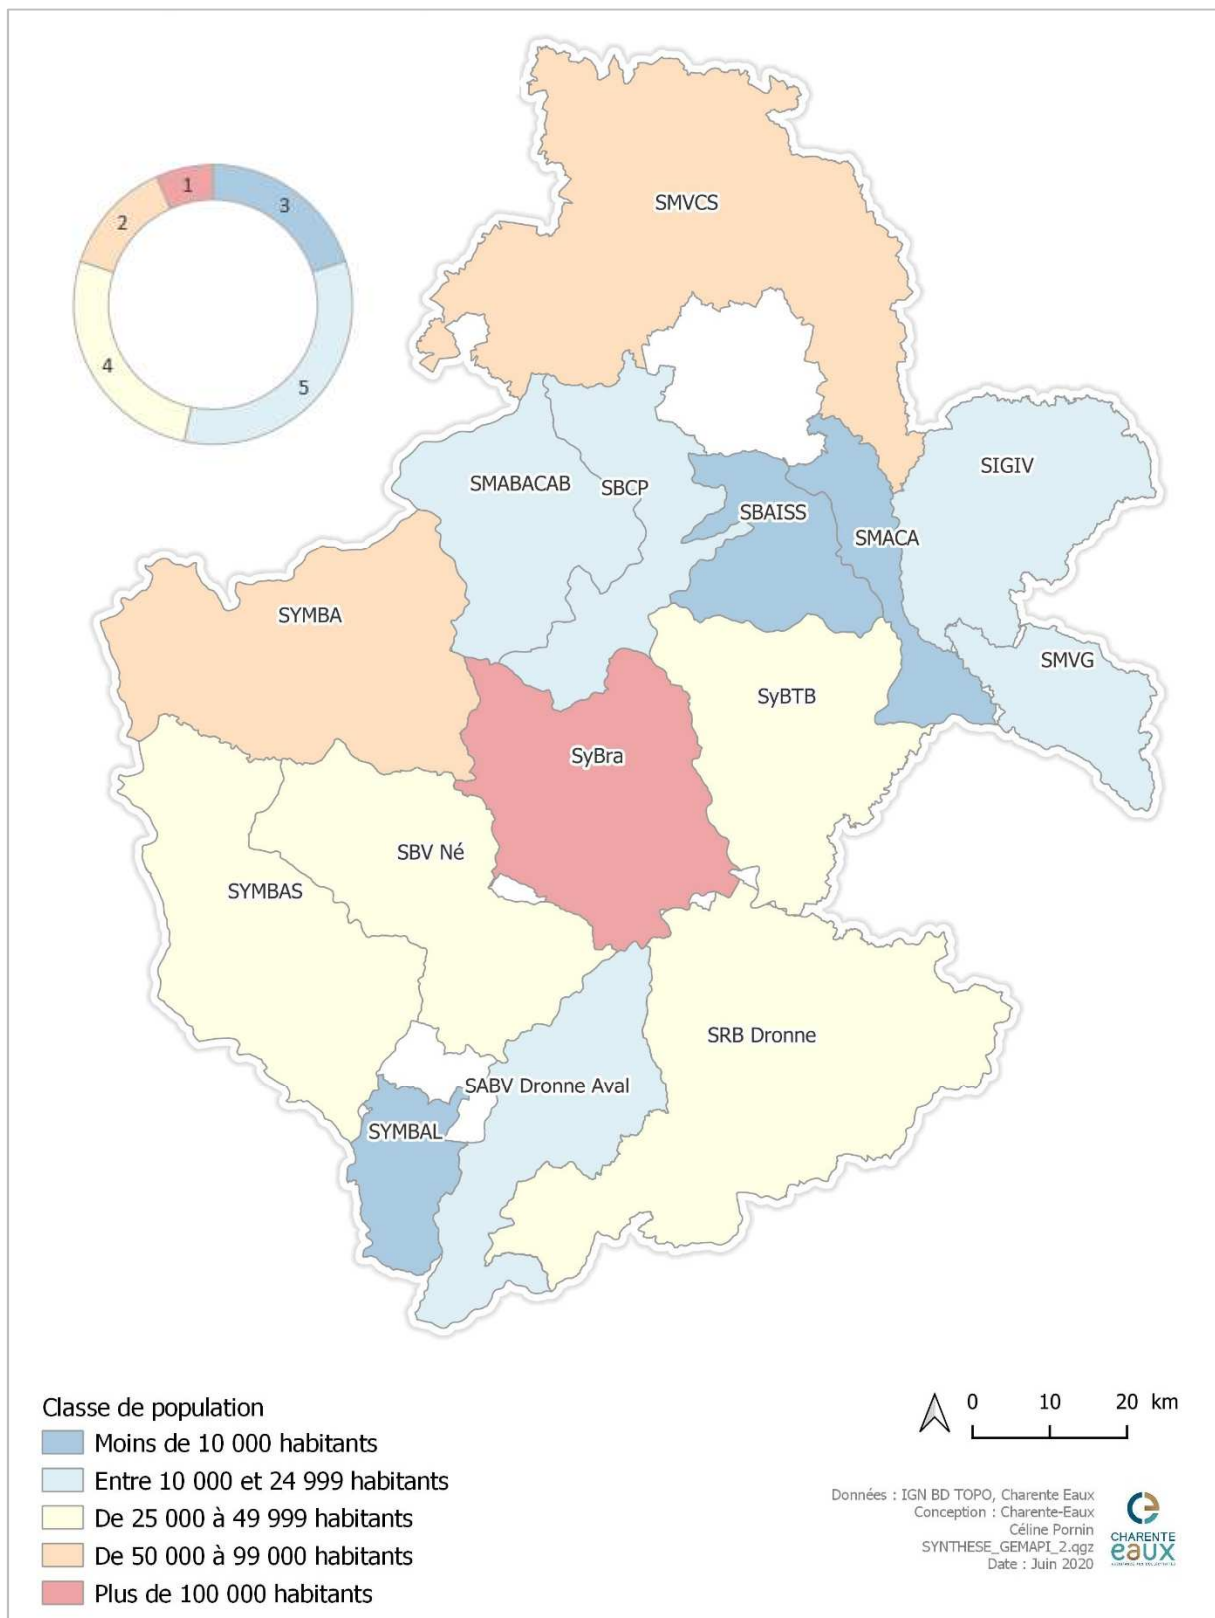 1
3
2
4
5
SMVCS
SIGIV
SMABACAB
SBCP
SBAISS
SMACA
SYMBA
SMVG
SyBTB
SyBra
SBV Né
SYMBAS
SRB Dronne
SABV Dronne Aval
SYMBAL
Classe de population
Moins de 10 000 habitants
Entre 10 000 et 24 999 habitants
De 25 000 à 49 999 habitants
De 50 000 à 99 000 habitants
Plus de 100 000 habitants
0 10 20 km
Données : IGN BD TOPO, Charente Eaux
Conception : Charente-Eaux
Céline Pornin
SYNTHESE_GEMAPI_2.qgz
Date : Juin 2020
CHARENTE
eaux